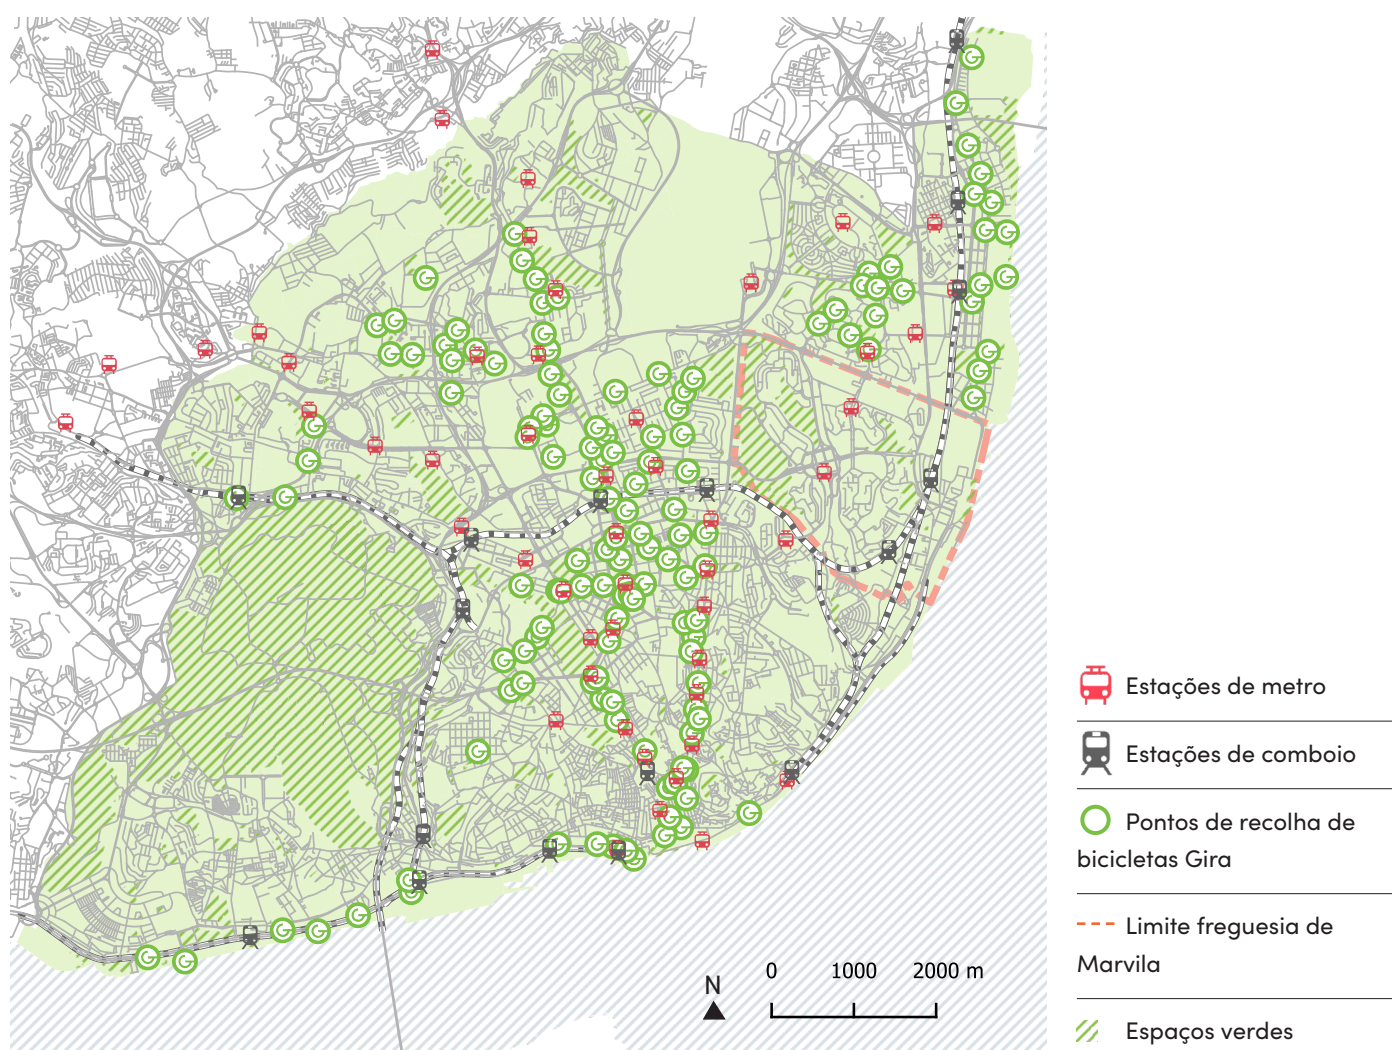 Estações de metro
Estações de comboio
Pontos de recolha de
bicicletas Gira
Limite freguesia de
Marvila
Espaços verdes
N
0 1000 2000 m